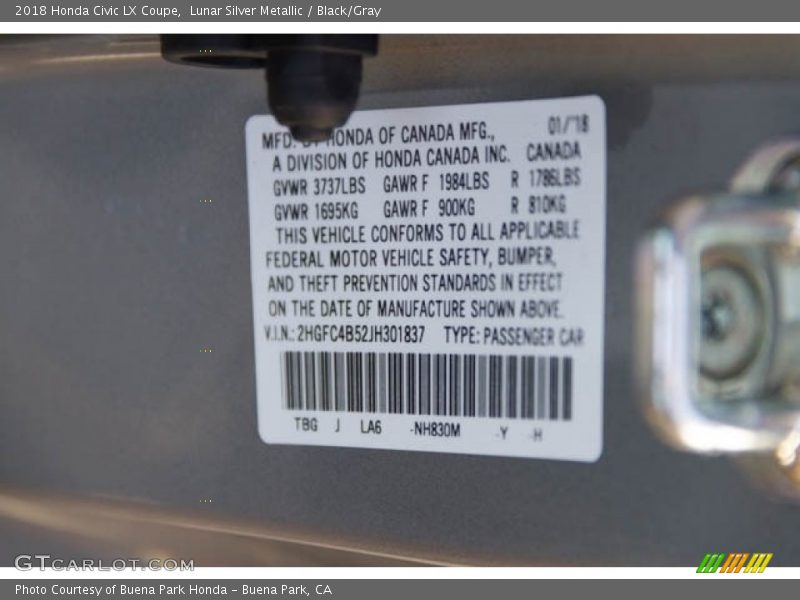 2018 Honda Civic LX Coupe,  Lunar Silver Metallic / Black/Gray
MFD. BY HONDA OF CANADA MFG., 01/18
A DIVISION OF HONDA CANADA INC. CANADA
GVWR 3737LBS GAWR F 1984LBS R 1786LBS
GVWR 1695KG GAWR F 900KG R 810KG
THIS VEHICLE CONFORMS TO ALL APPLICABLE
FEDERAL MOTOR VEHICLE SAFETY, BUMPER,
AND THEFT PREVENTION STANDARDS IN EFFECT
ON THE DATE OF MANUFACTURE SHOWN ABOVE.
V.I.N.: 2HGFC4B52JH301837 TYPE: PASSENGER CAR
TBG J LA6 -NH830M -Y -H
GTCARLOT.COM
Photo Courtesy of Buena Park Honda - Buena Park, CA